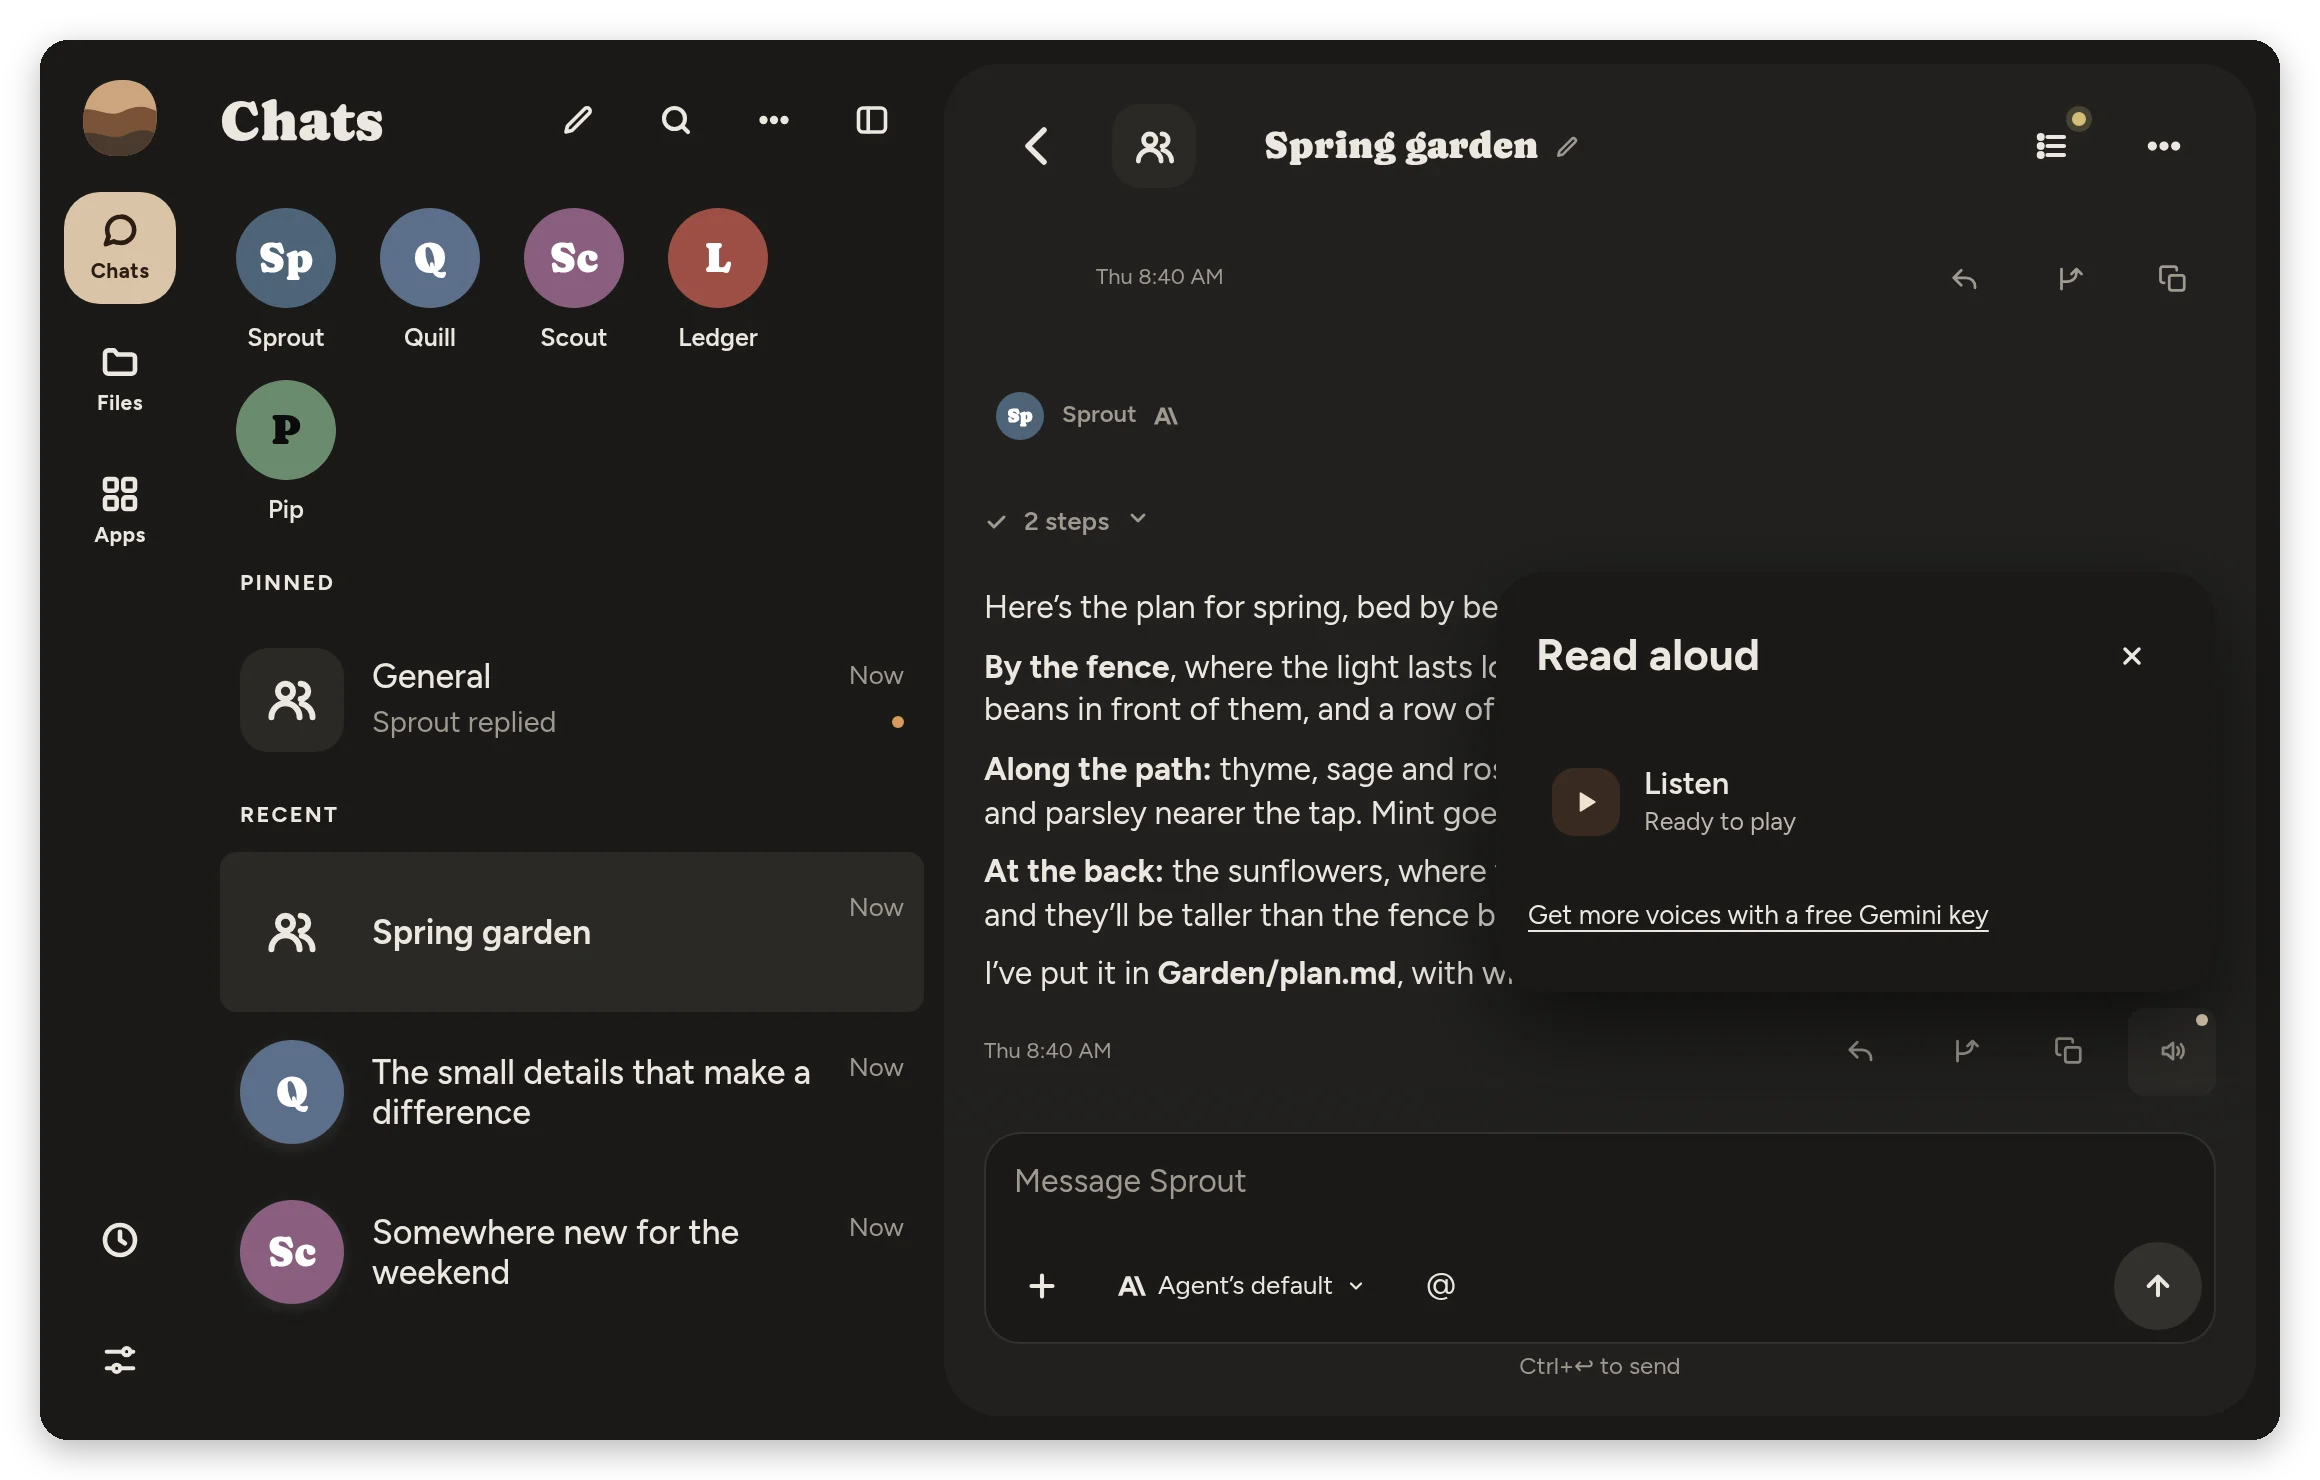 Chats
Chats
Files
Apps
Sp
Q
Sc
L
Sprout
Quill
Scout
Ledger
P
Pip
PINNED
General
Now
Sprout replied
RECENT
Spring garden
Now
Q
The small details that make a
difference
Now
Sc
Somewhere new for the
weekend
Now
Spring garden
Thu 8:40 AM
Sp
Sprout
2 steps
Here’s the plan for spring, bed by
By the fence, where the light lasts
beans in front of them, and a row of
Along the path: thyme, sage and
and parsley nearer the tap. Mint
At the back: the sunflowers, where
and they’ll be taller than the fence
I’ve put it in Garden/plan.md, with
Read aloud
Listen
Ready to play
Get more voices with a free Gemini key
Thu 8:40 AM
Message Sprout
Agent’s default
@
Ctrl+↩ to send